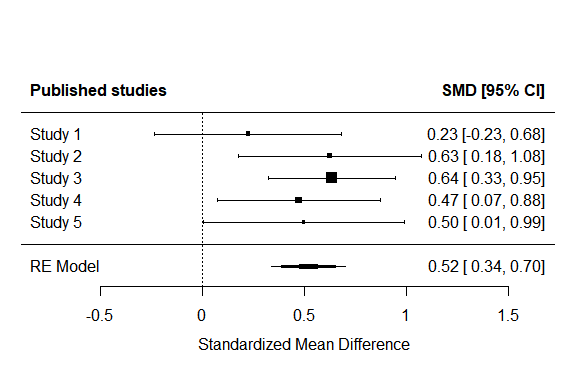 Published studies SMD [95% CI]
Study 1 0.23 [-0.23, 0.68]
Study 2 0.63 [ 0.18, 1.08]
Study 3 0.64 [ 0.33, 0.95]
Study 4 0.47 [ 0.07, 0.88]
Study 5 0.50 [ 0.01, 0.99]
RE Model 0.52 [ 0.34, 0.70]
-0.5 0 0.5 1 1.5
Standardized Mean Difference